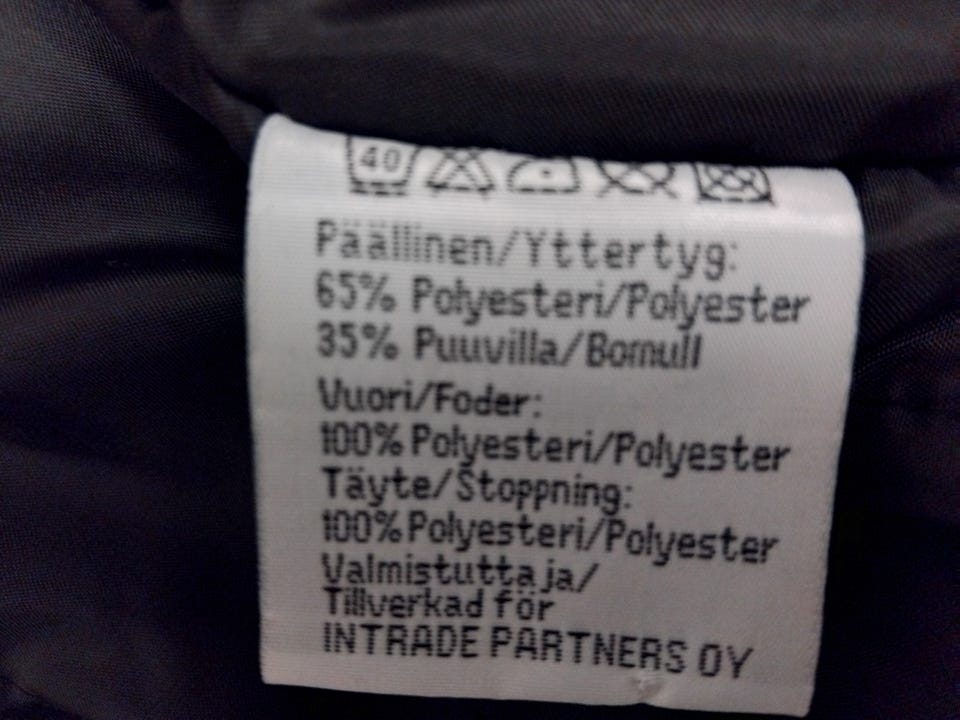 40
Päällinen/Yttertyg:
65% Polyesteri/Polyester
35% Puuvilla/Bomull
Vuori/Foder:
100% Polyesteri/Polyester
Täyte/Stoppning:
100% Polyesteri/Polyester
Valmistuttaja/
Tillverkad för
INTRADE PARTNERS OY